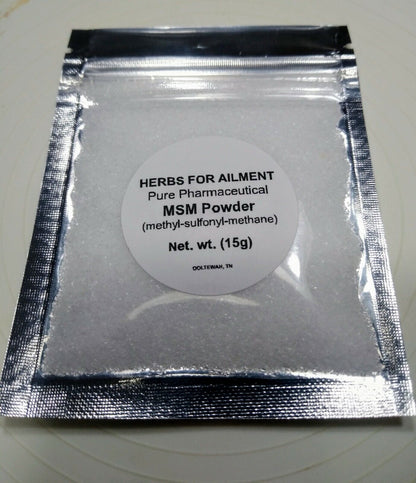 HERBS FOR AILMENT
Pure Pharmaceutical
MSM Powder
(methyl-sulfonyl-methane)
Net. wt. (15g)
OOLTEWAH, TN